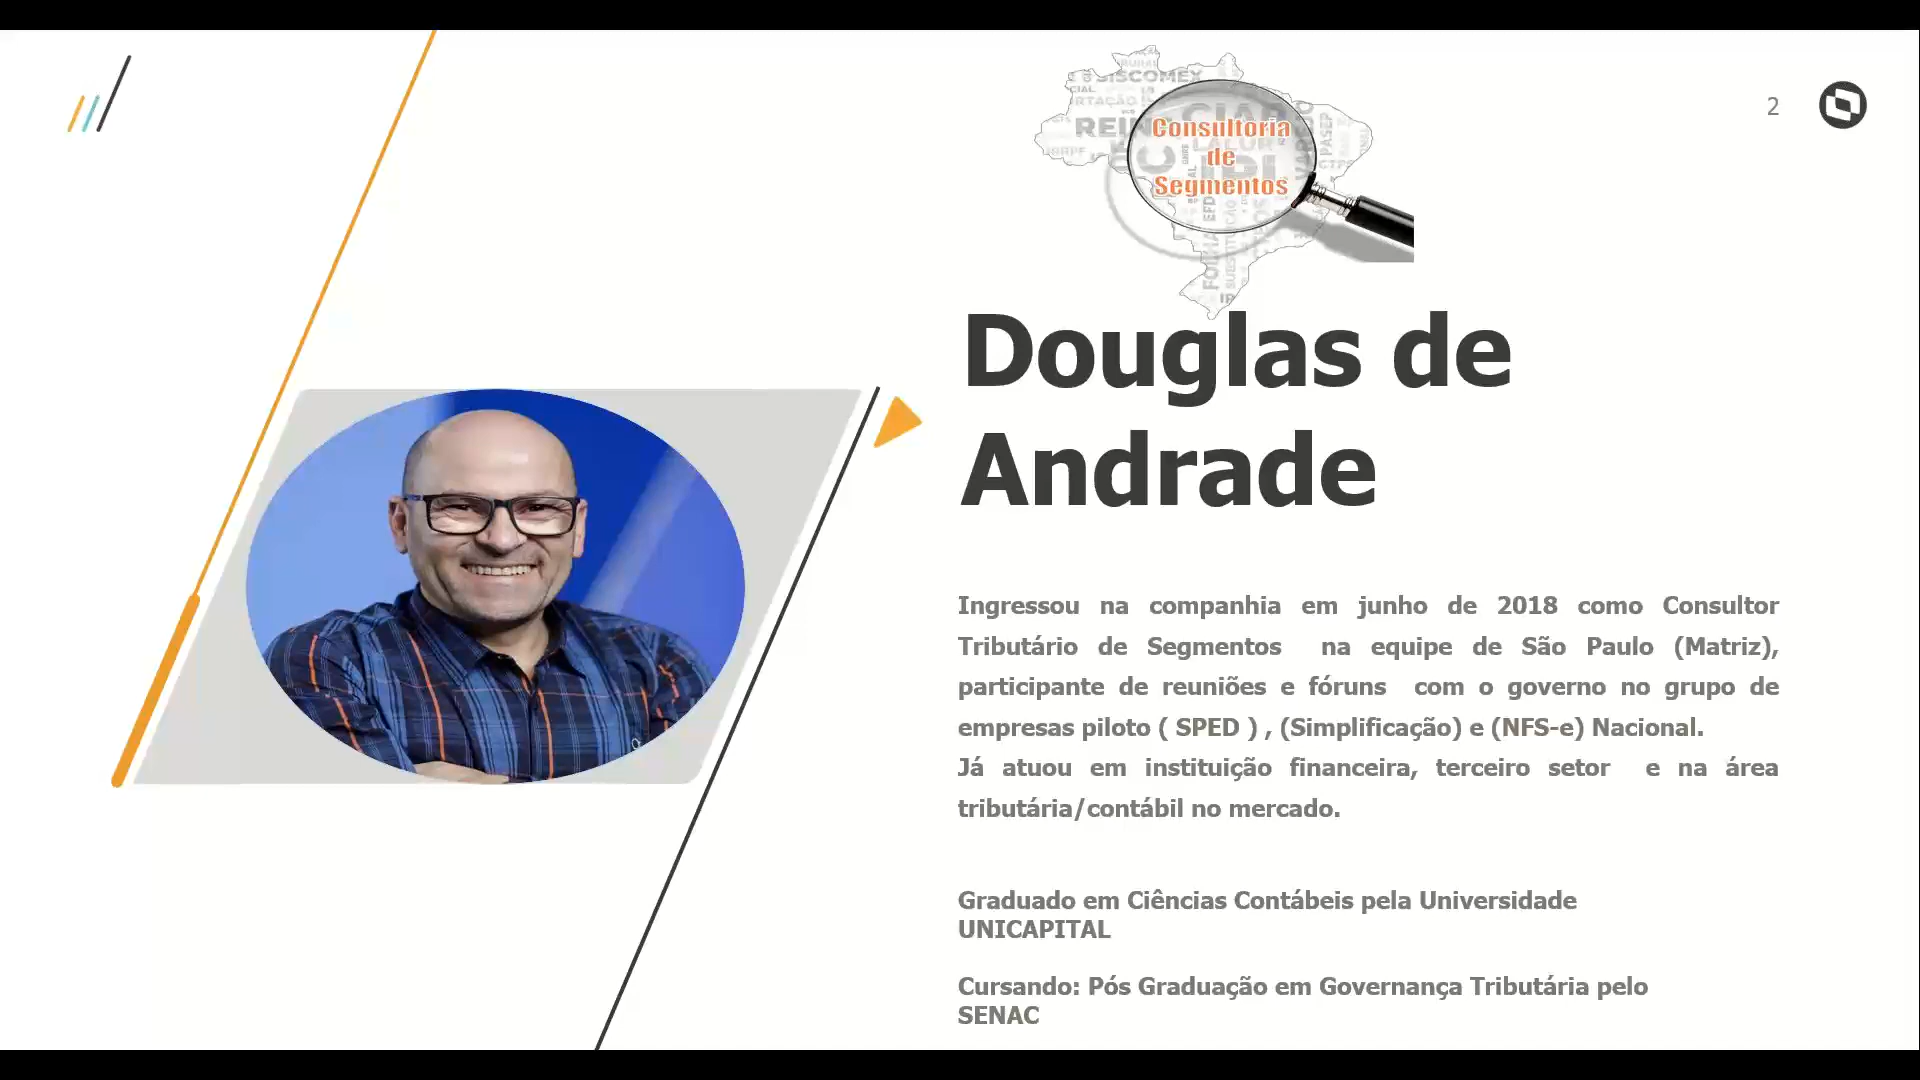 2
SISCOMEX
Consultoria
de
Segmentos
Douglas de
Andrade
Ingressou na companhia em junho de 2018 como Consultor
Tributário de Segmentos na equipe de São Paulo (Matriz),
participante de reuniões e fóruns com o governo no grupo de
empresas piloto ( SPED ) , (Simplificação) e (NFS-e) Nacional.
Já atuou em instituição financeira, terceiro setor e na área
tributária/contábil no mercado.
Graduado em Ciências Contábeis pela Universidade
UNICAPITAL
Cursando: Pós Graduação em Governança Tributária pelo
SENAC